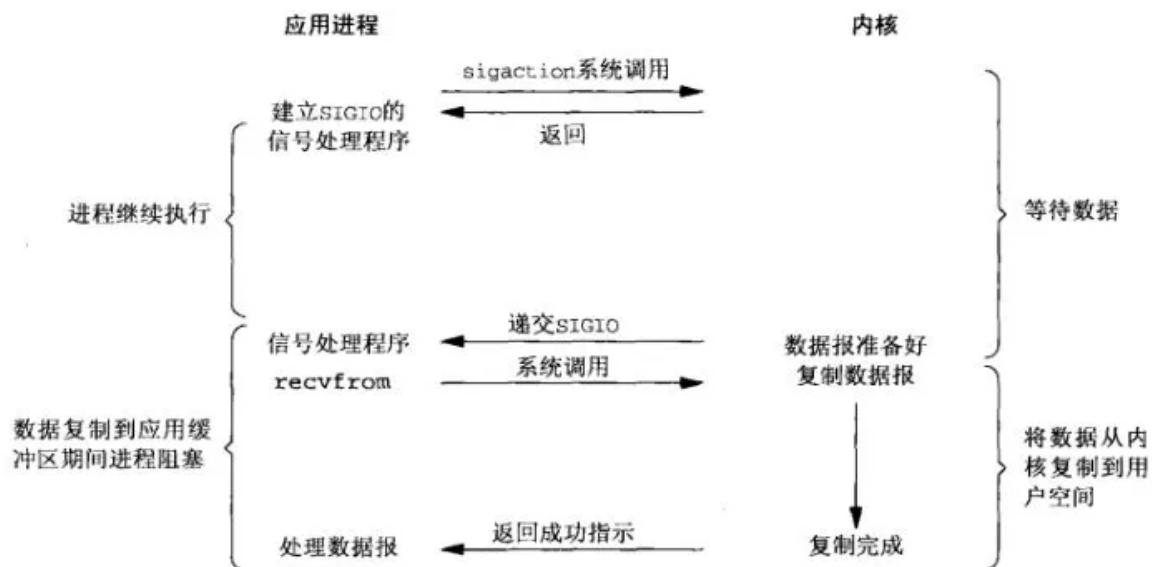 应用进程
内核
sigaction系统调用
建立SIGIO的
信号处理程序
返回
进程继续执行
等待数据
递交SIGIO
信号处理程序
数据报准备好
系统调用
recvfrom
复制数据报
数据复制到应用缓
冲区期间进程阻塞
将数据从内
核复制到用
户空间
返回成功指示
处理数据报
复制完成